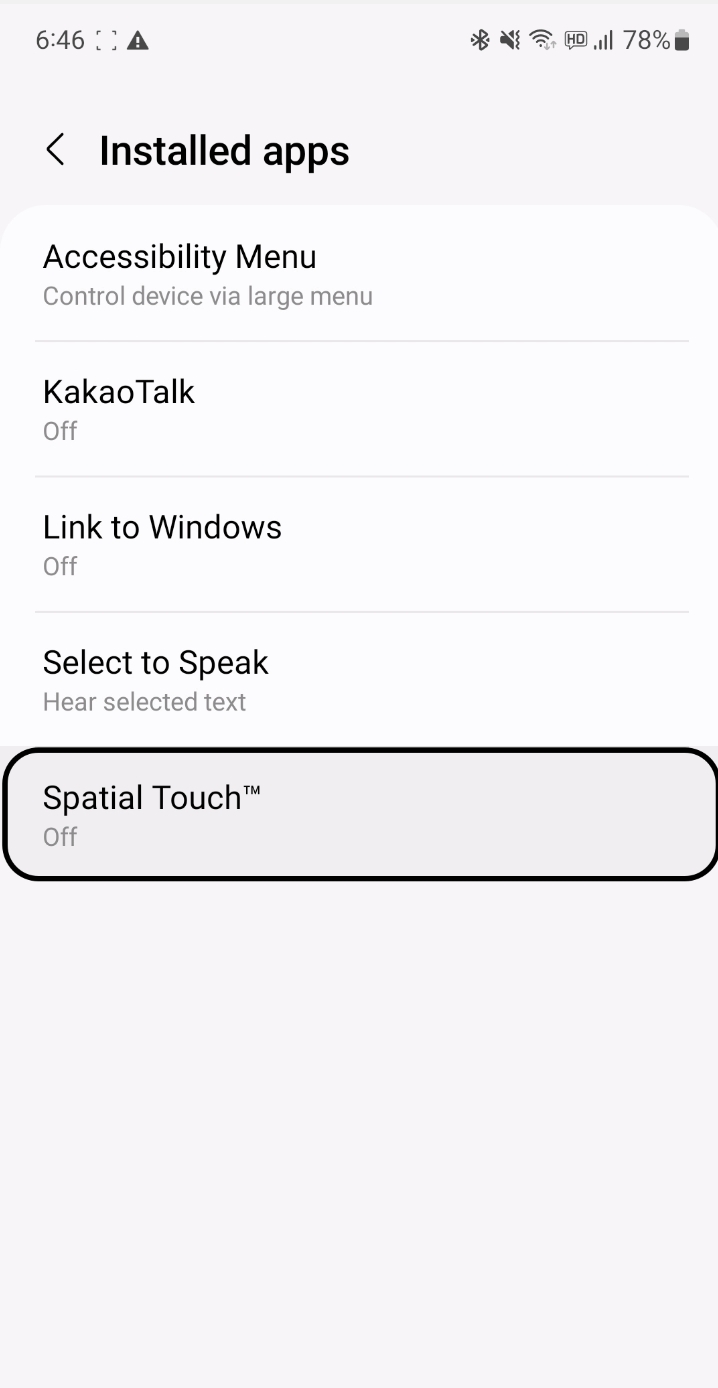 6:46 HD 78%
Installed apps
Accessibility Menu
Control device via large menu
KakaoTalk
Off
Link to Windows
Off
Select to Speak
Hear selected text
Spatial Touch™
Off